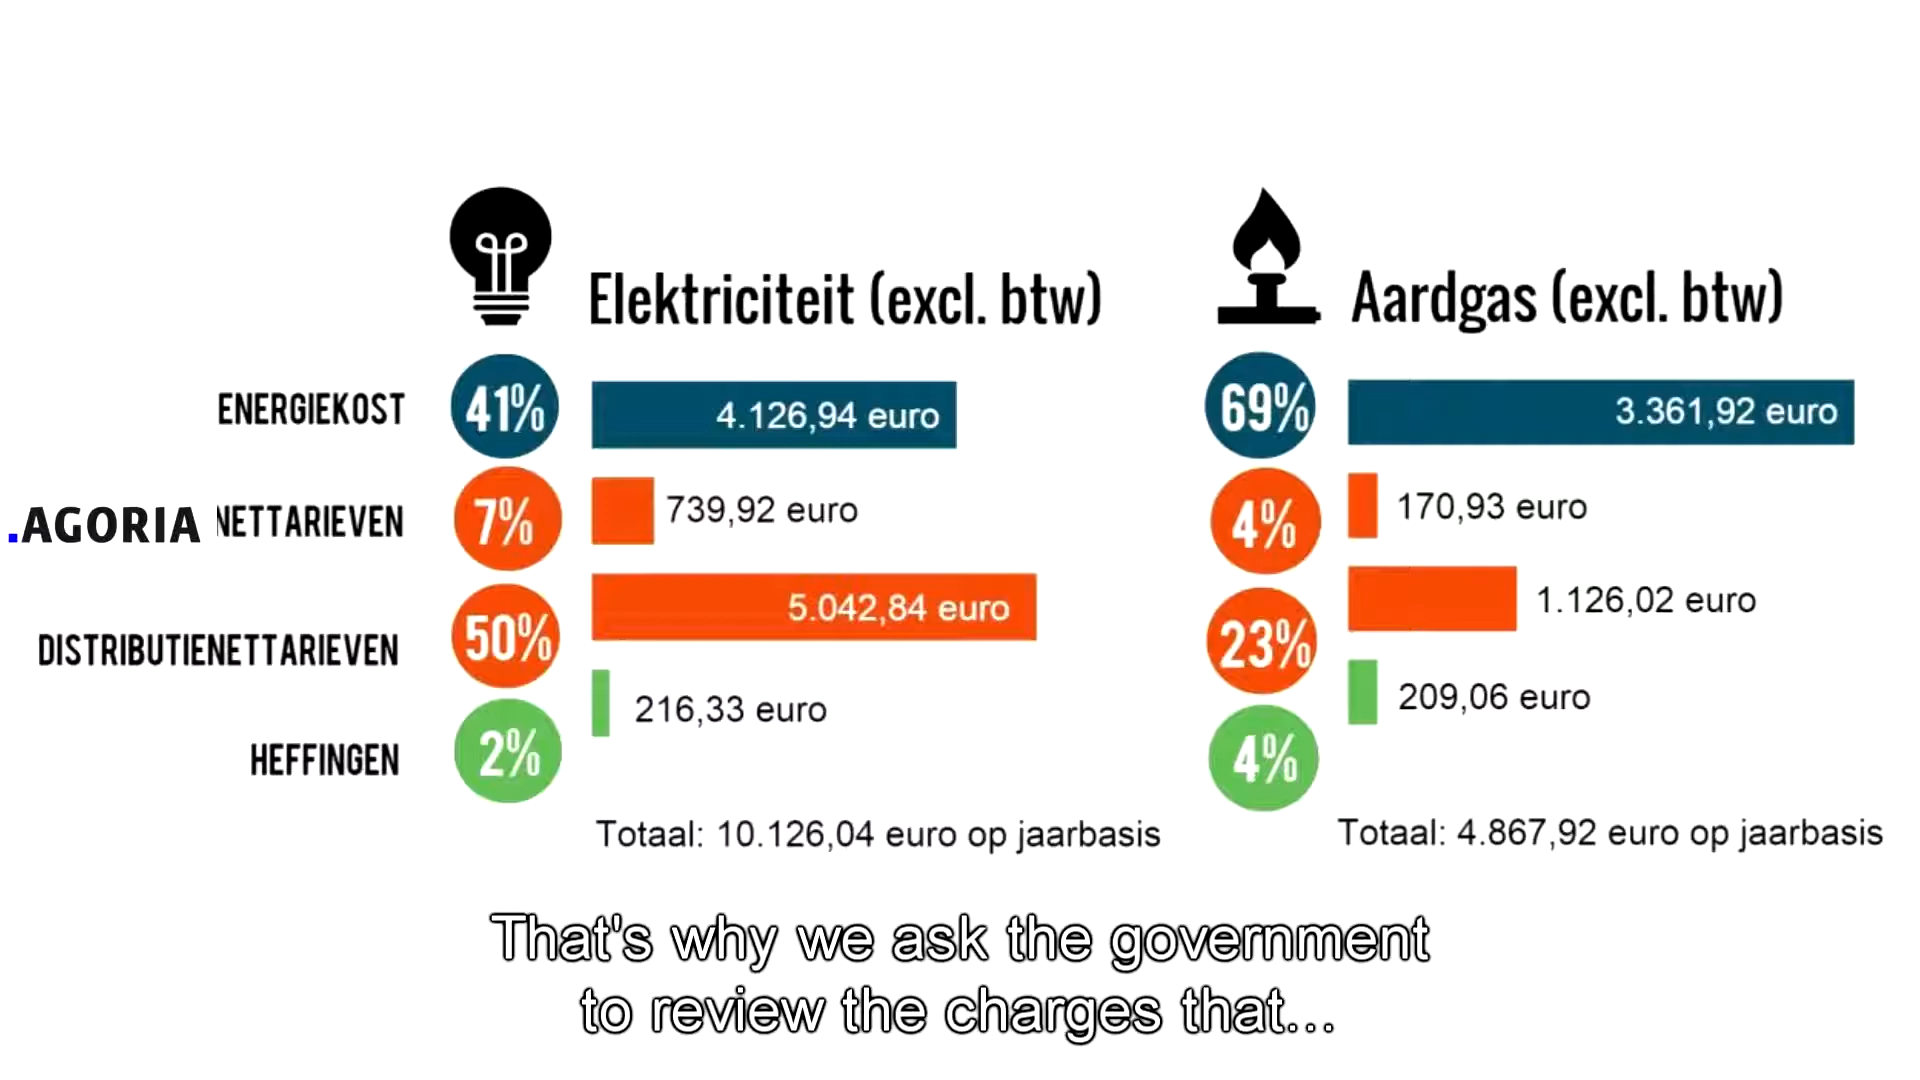 Elektriciteit (excl. btw)
Aardgas (excl. btw)
ENERGIEKOST
41%
4.126,94 euro
69%
3.361,92 euro
.AGORIA
NETTARIEVEN
7%
739,92 euro
4%
170,93 euro
DISTRIBUTIENETTARIEVEN
50%
5.042,84 euro
23%
1.126,02 euro
HEFFINGEN
2%
216,33 euro
4%
209,06 euro
Totaal: 10.126,04 euro op jaarbasis
Totaal: 4.867,92 euro op jaarbasis
That's why we ask the government
to review the charges that...